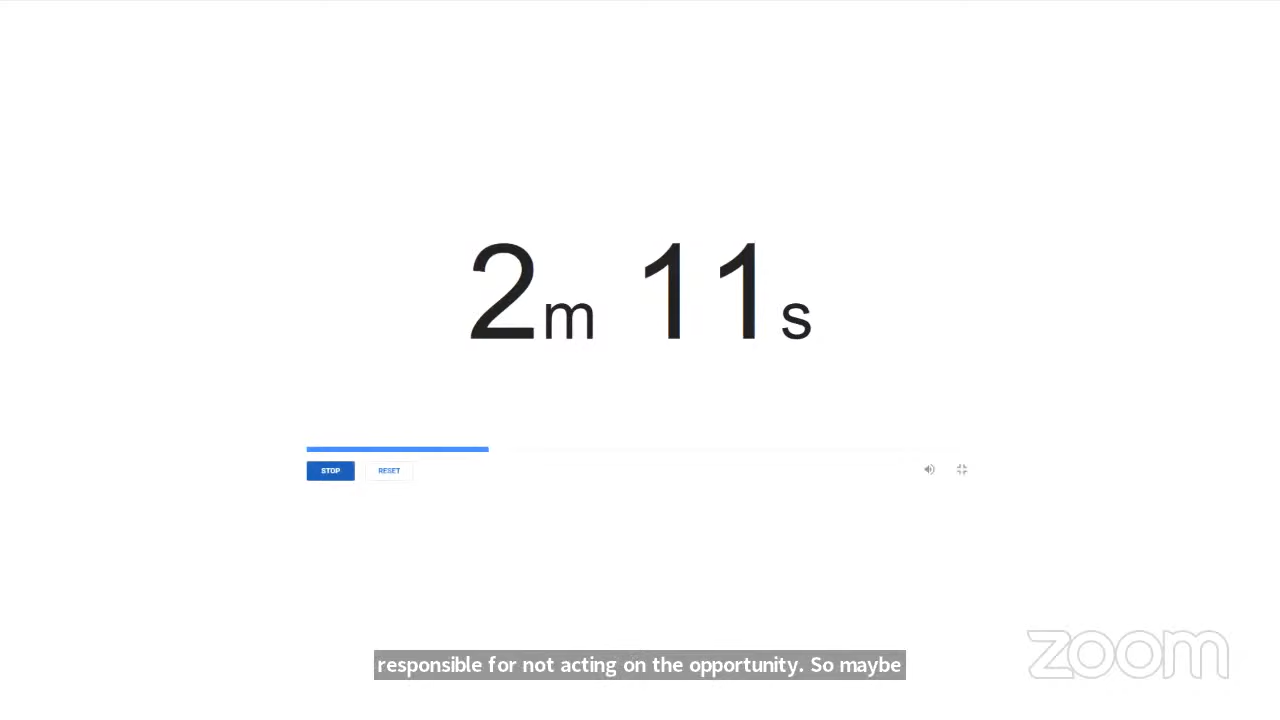 2m 11s
STOP RESET
responsible for not acting on the opportunity. So maybe
zoom